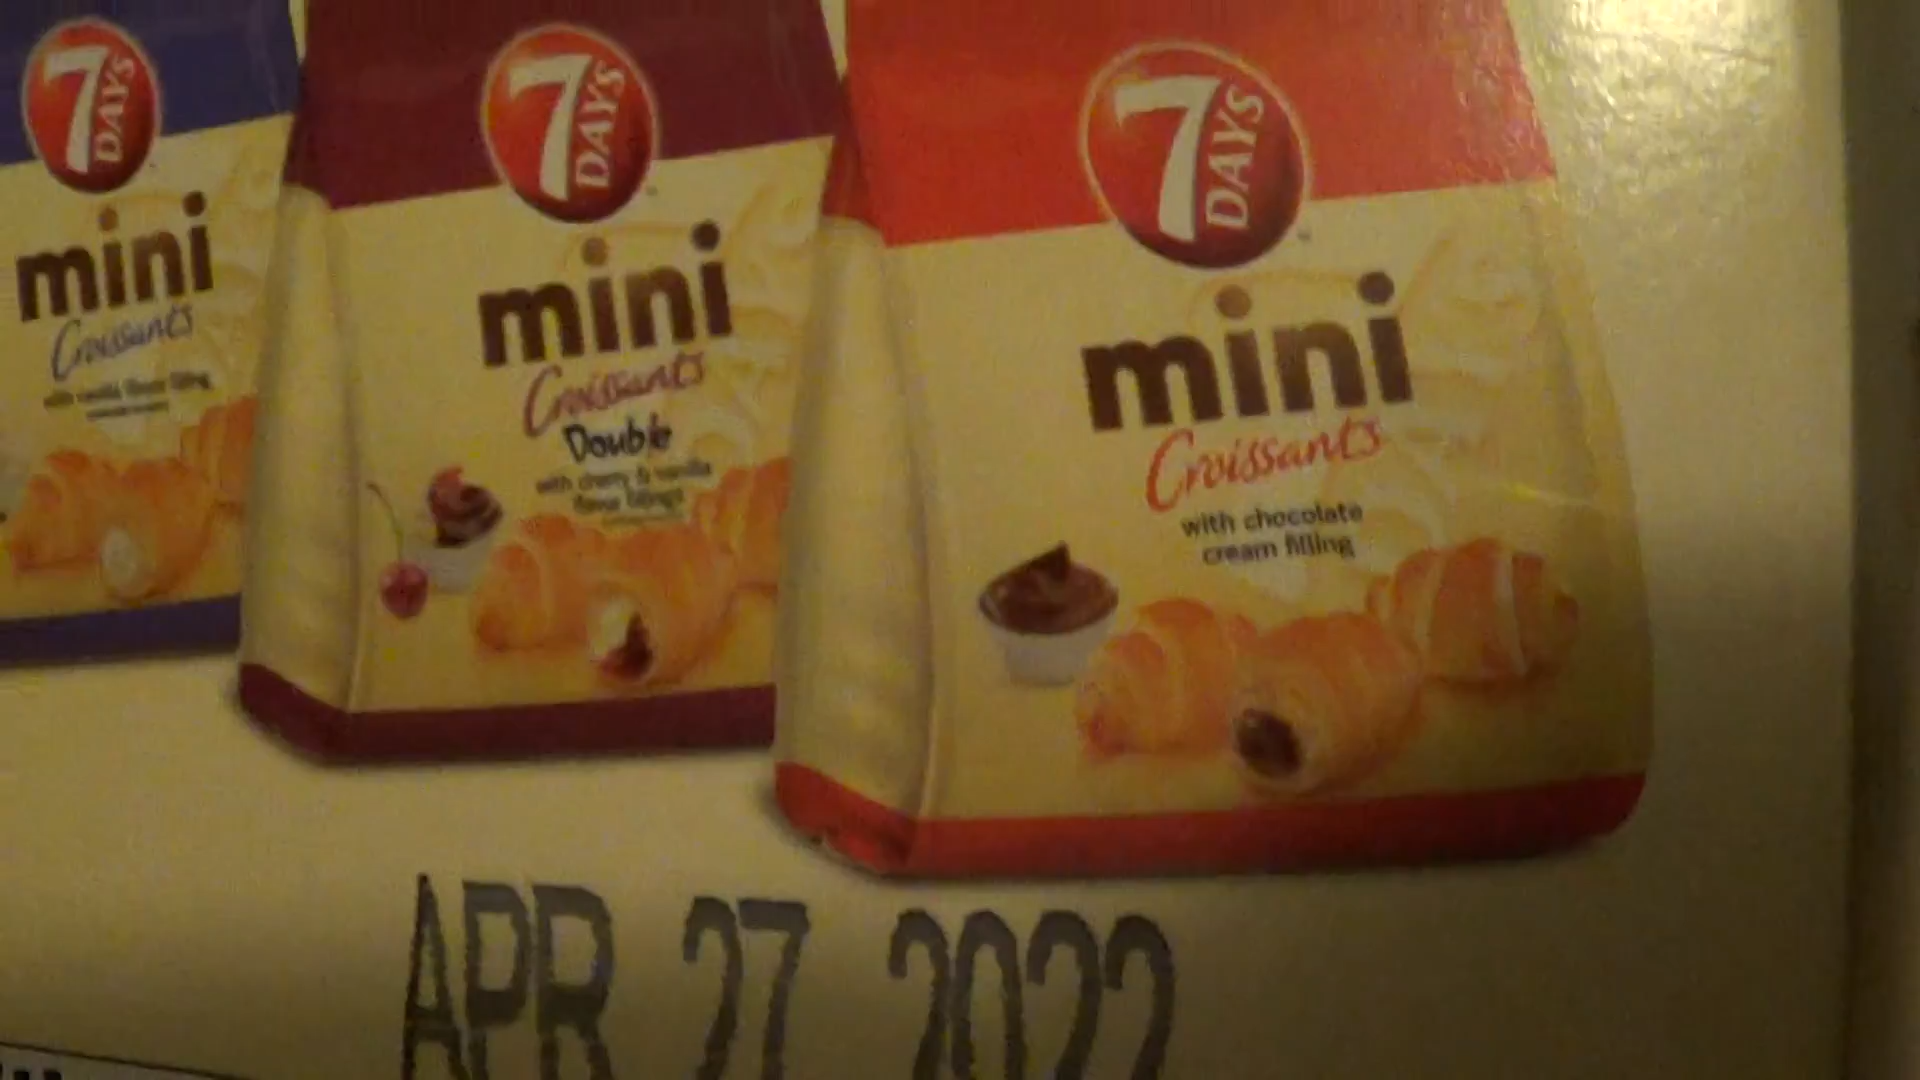 7 DAYS
mini
Croissants
with vanilla flavor filling
7 DAYS
mini
Croissants
Double
with cherry & vanilla
flavor fillings
7 DAYS
mini
Croissants
with chocolate
cream filling
APR 27 2022